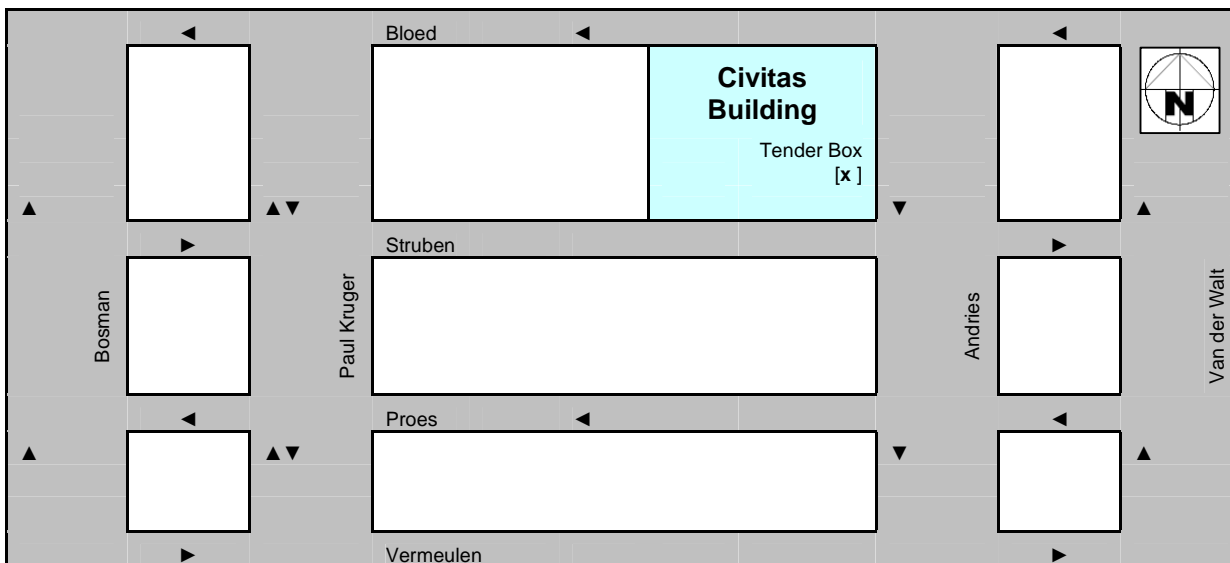 Bloed
Civitas
Building
Tender Box
[x ]
N
Struben
Bosman
Paul Kruger
Andries
Van der Walt
Proes
Vermeulen